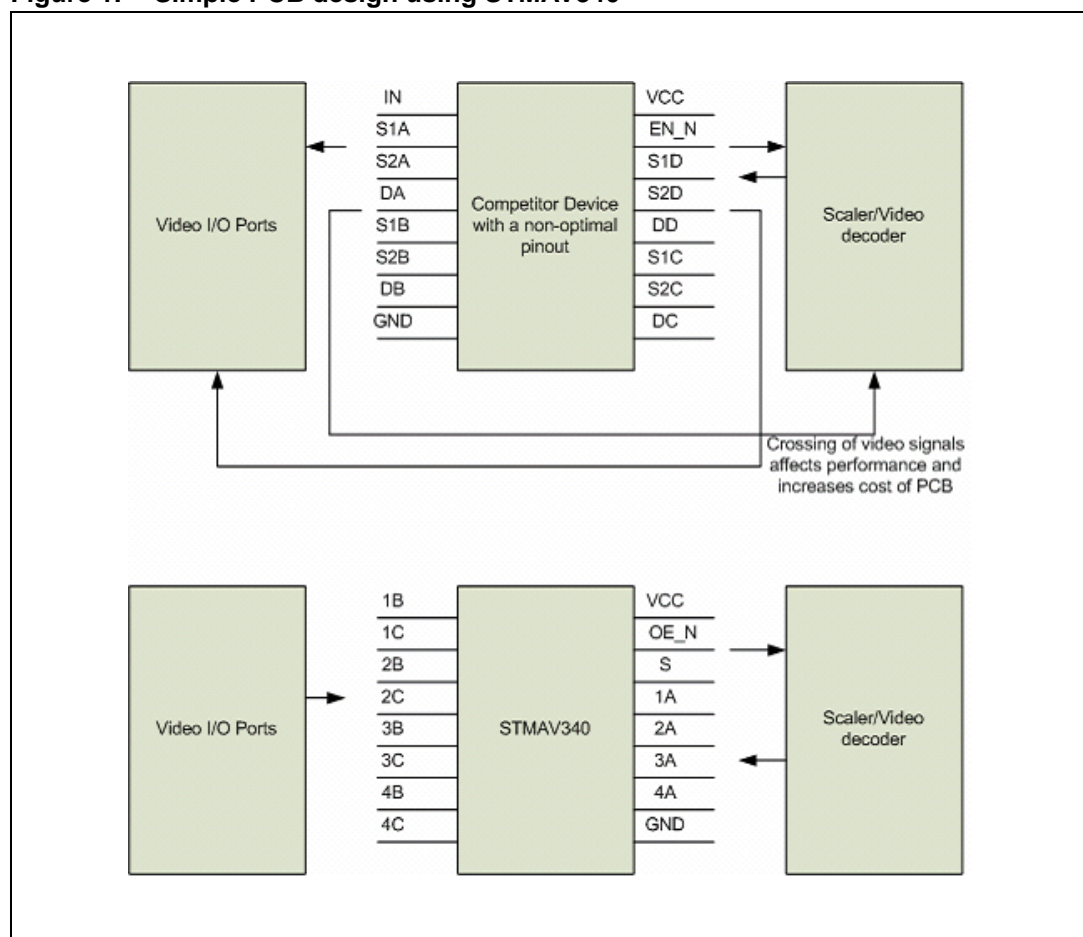 Figure 1. Simple PCB design using STMAV340
Video I/O Ports
IN
S1A
S2A
DA
S1B
S2B
DB
GND
Competitor Device
with a non-optimal
pinout
VCC
EN_N
S1D
S2D
DD
S1C
S2C
DC
Scaler/Video
decoder
Crossing of video signals
affects performance and
increases cost of PCB
Video I/O Ports
1B
1C
2B
2C
3B
3C
4B
4C
STMAV340
VCC
OE_N
S
1A
2A
3A
4A
GND
Scaler/Video
decoder